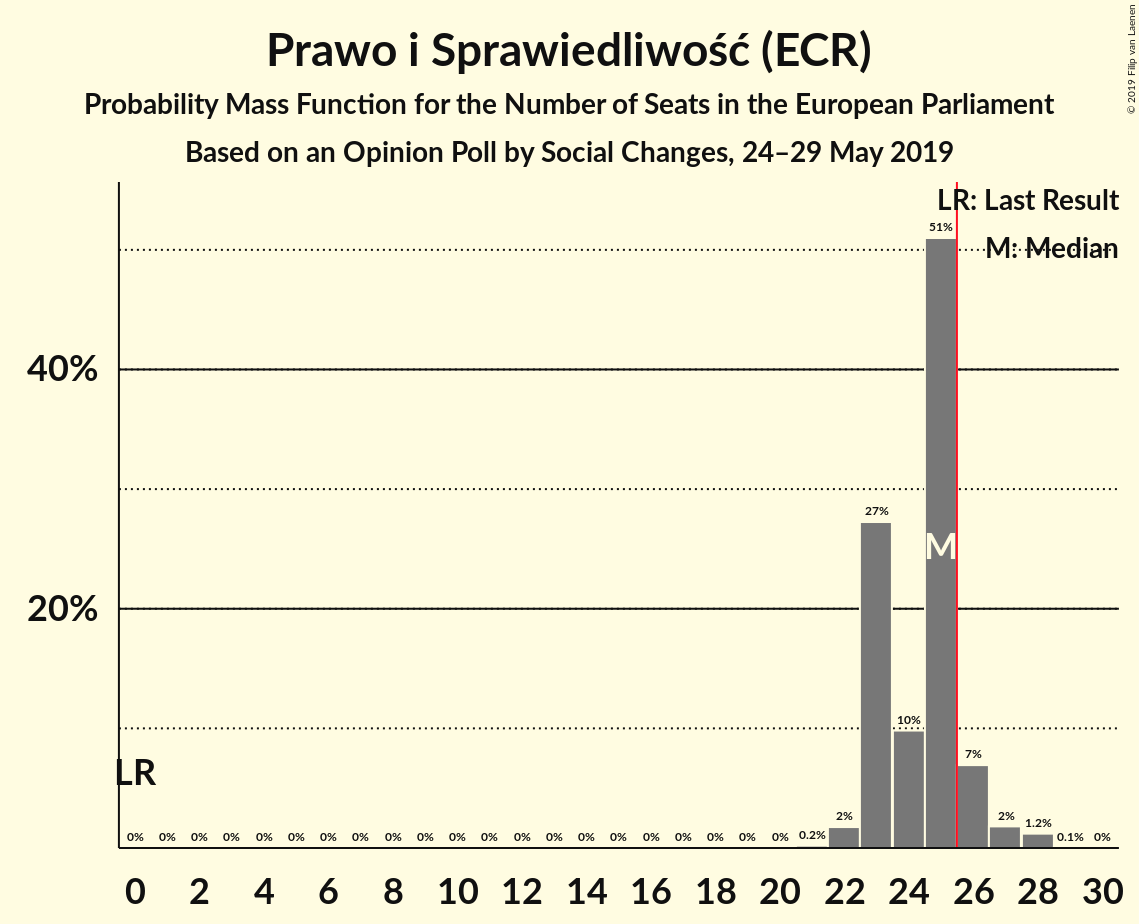 © 2019 Filip van Laenen
Prawo i Sprawiedliwość (ECR)
Probability Mass Function for the Number of Seats in the European Parliament
Based on an Opinion Poll by Social Changes, 24–29 May 2019
LR: Last Result
M: Median
51%
40%
27%
M
20%
10%
7%
LR
0% 0% 0% 0% 0% 0% 0% 0% 0% 0% 0% 0% 0% 0% 0% 0% 0% 0% 0% 0% 0% 0.2% 2% 2% 1.2% 0.1% 0%
0 2 4 6 8 10 12 14 16 18 20 22 24 26 28 30